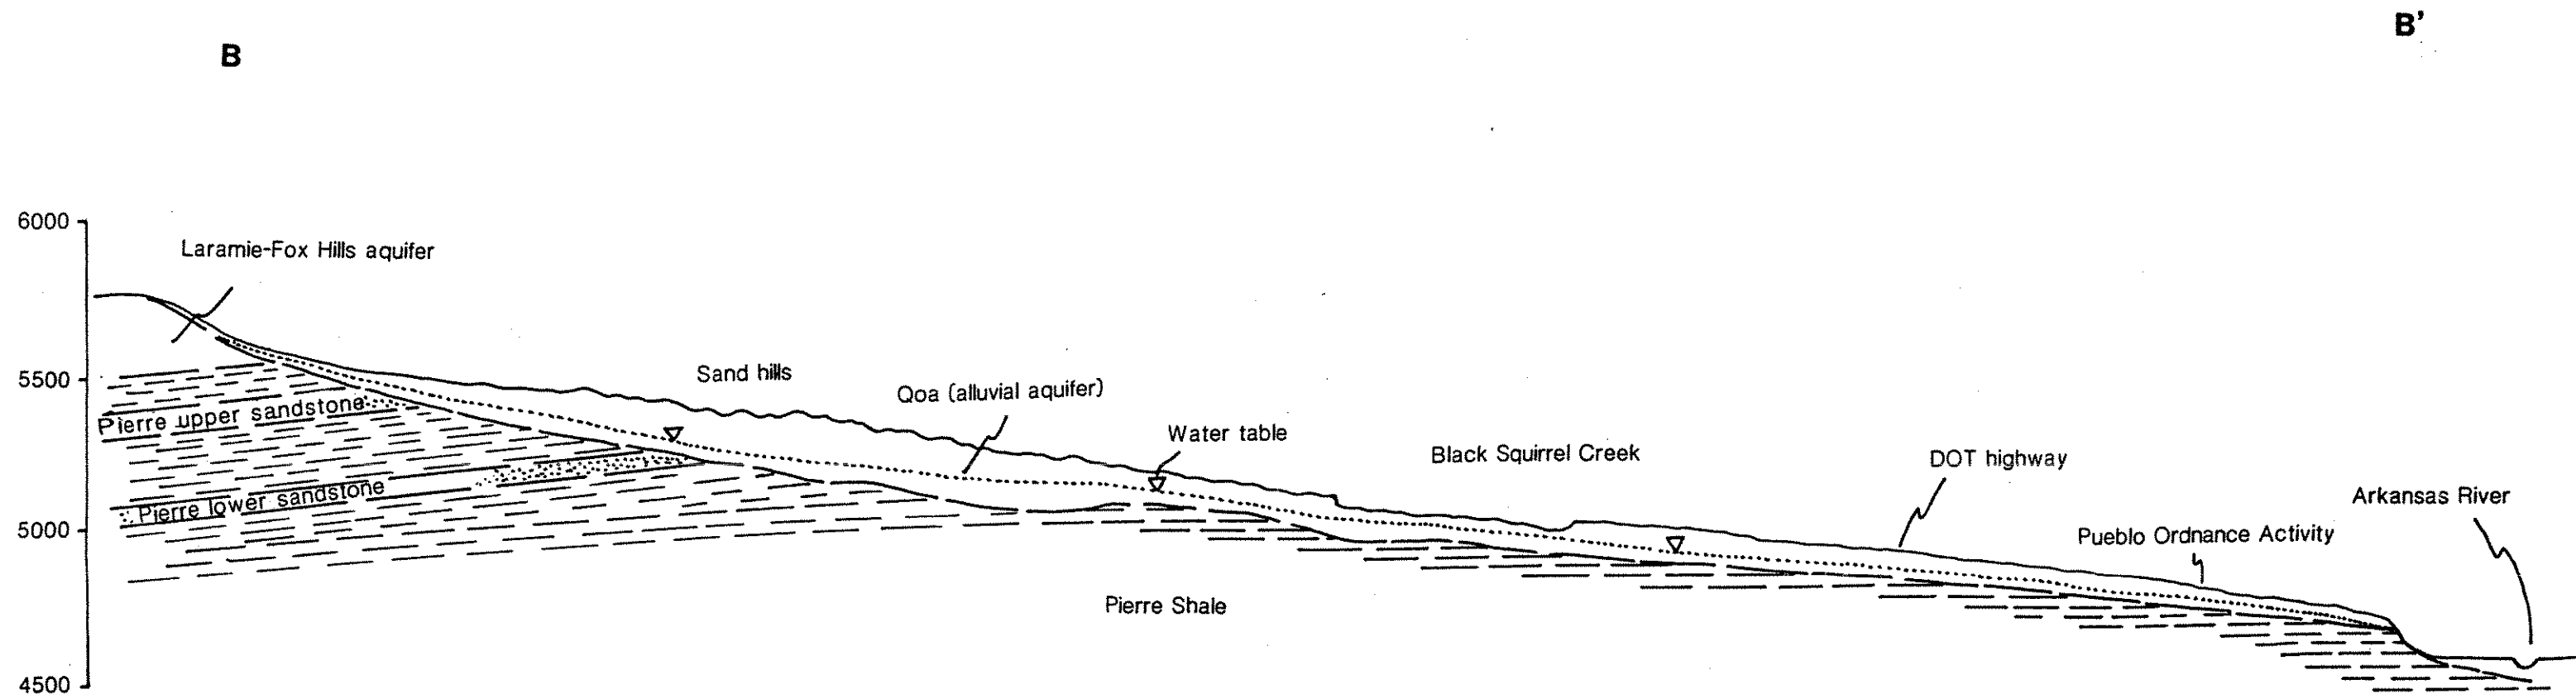 B
B'
6000
Laramie-Fox Hills aquifer
5500
Sand hills
Qoa (alluvial aquifer)
Pierre upper sandstone
Water table
Black Squirrel Creek
DOT highway
Pierre lower sandstone
Arkansas River
5000
Pueblo Ordnance Activity
Pierre Shale
4500